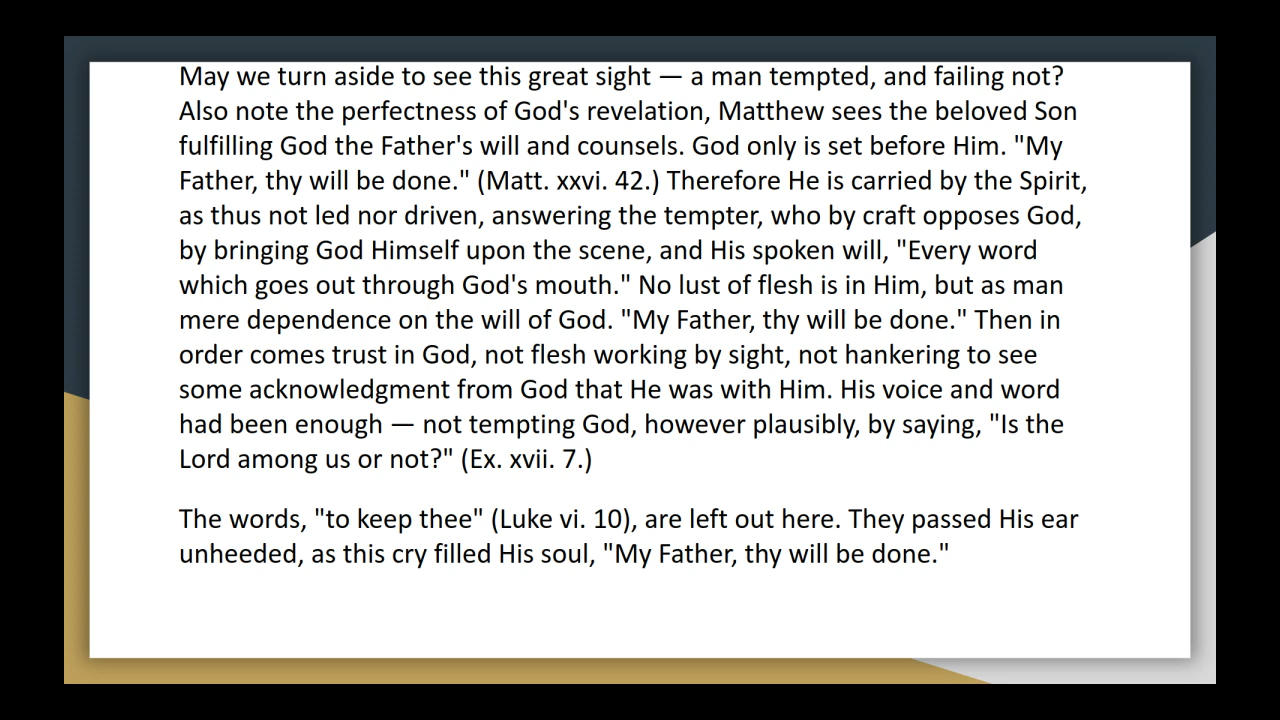 May we turn aside to see this great sight — a man tempted, and failing not?
Also note the perfectness of God's revelation, Matthew sees the beloved Son
fulfilling God the Father's will and counsels. God only is set before Him. "My
Father, thy will be done." (Matt. xxvi. 42.) Therefore He is carried by the Spirit,
as thus not led nor driven, answering the tempter, who by craft opposes God,
by bringing God Himself upon the scene, and His spoken will, "Every word
which goes out through God's mouth." No lust of flesh is in Him, but as man
mere dependence on the will of God. "My Father, thy will be done." Then in
order comes trust in God, not flesh working by sight, not hankering to see
some acknowledgment from God that He was with Him. His voice and word
had been enough — not tempting God, however plausibly, by saying, "Is the
Lord among us or not?" (Ex. xvii. 7.)
The words, "to keep thee" (Luke vi. 10), are left out here. They passed His ear
unheeded, as this cry filled His soul, "My Father, thy will be done."